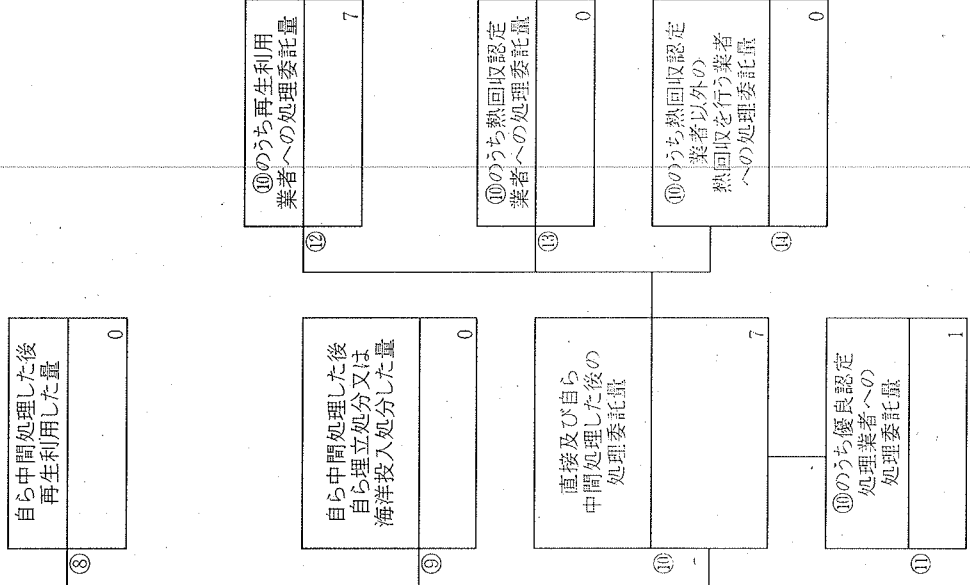 ⑧
自ら中間処理した後
再生利用した量
0
⑨
自ら中間処理した後
自ら埋立処分又は
海洋投入処分した量
0
⑩
直接及び自ら
中間処理した後の
処理委託量
7
⑪
⑩のうち優良認定
処理業者への
処理委託量
1
⑫
⑩のうち再生利用
業者への処理委託量
7
⑬
⑩のうち熱回収認定
業者への処理委託量
0
⑭
⑩のうち熱回収認定
業者以外の
熱回収を行う業者
への処理委託量
0